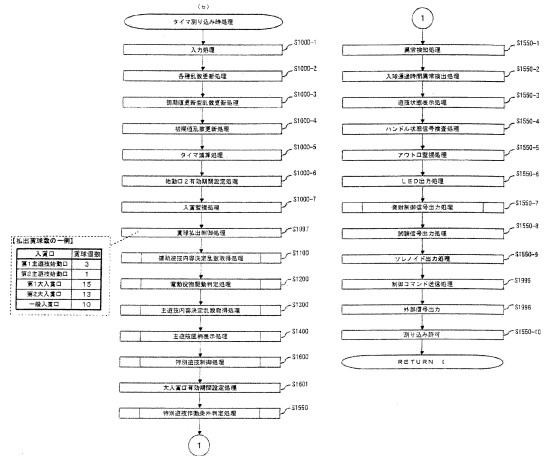 (b)
タイマ割り込み時処理
入力処理
S1000-1
各種乱数更新処理
S1000-2
初期値更新型乱数更新処理
S1000-3
初期値乱数更新処理
S1000-4
タイマ減算処理
S1000-5
始動口2有効期間設定処理
S1000-6
入賞監視処理
S1000-7
賞球払出制御処理
S1997
【払出賞球数の一例】
入賞口 賞球個数
第1主遊技始動口 3
第2主遊技始動口 1
第1大入賞口 15
第2大入賞口 13
一般入賞口 10
補助遊技内容決定乱数取得処理
S1100
電動役物駆動判定処理
S1200
主遊技内容決定乱数取得処理
S1300
主遊技図柄表示処理
S1400
特別遊技制御処理
S1600
大入賞口有効期間設定処理
S1601
特別遊技作動条件判定処理
S1550
1
1
異常検知処理
S1550-1
入球通過時間異常検出処理
S1550-2
遊技状態表示処理
S1550-3
ハンドル状態信号検査処理
S1550-4
アウトロ監視処理
S1550-5
LED出力処理
S1550-6
発射制御信号出力処理
S1550-7
試験信号出力処理
S1550-8
ソレノイド出力処理
S1550-9
制御コマンド送信処理
S1999
外部信号出力
S1996
割り込み許可
S1550-10
RETURN I